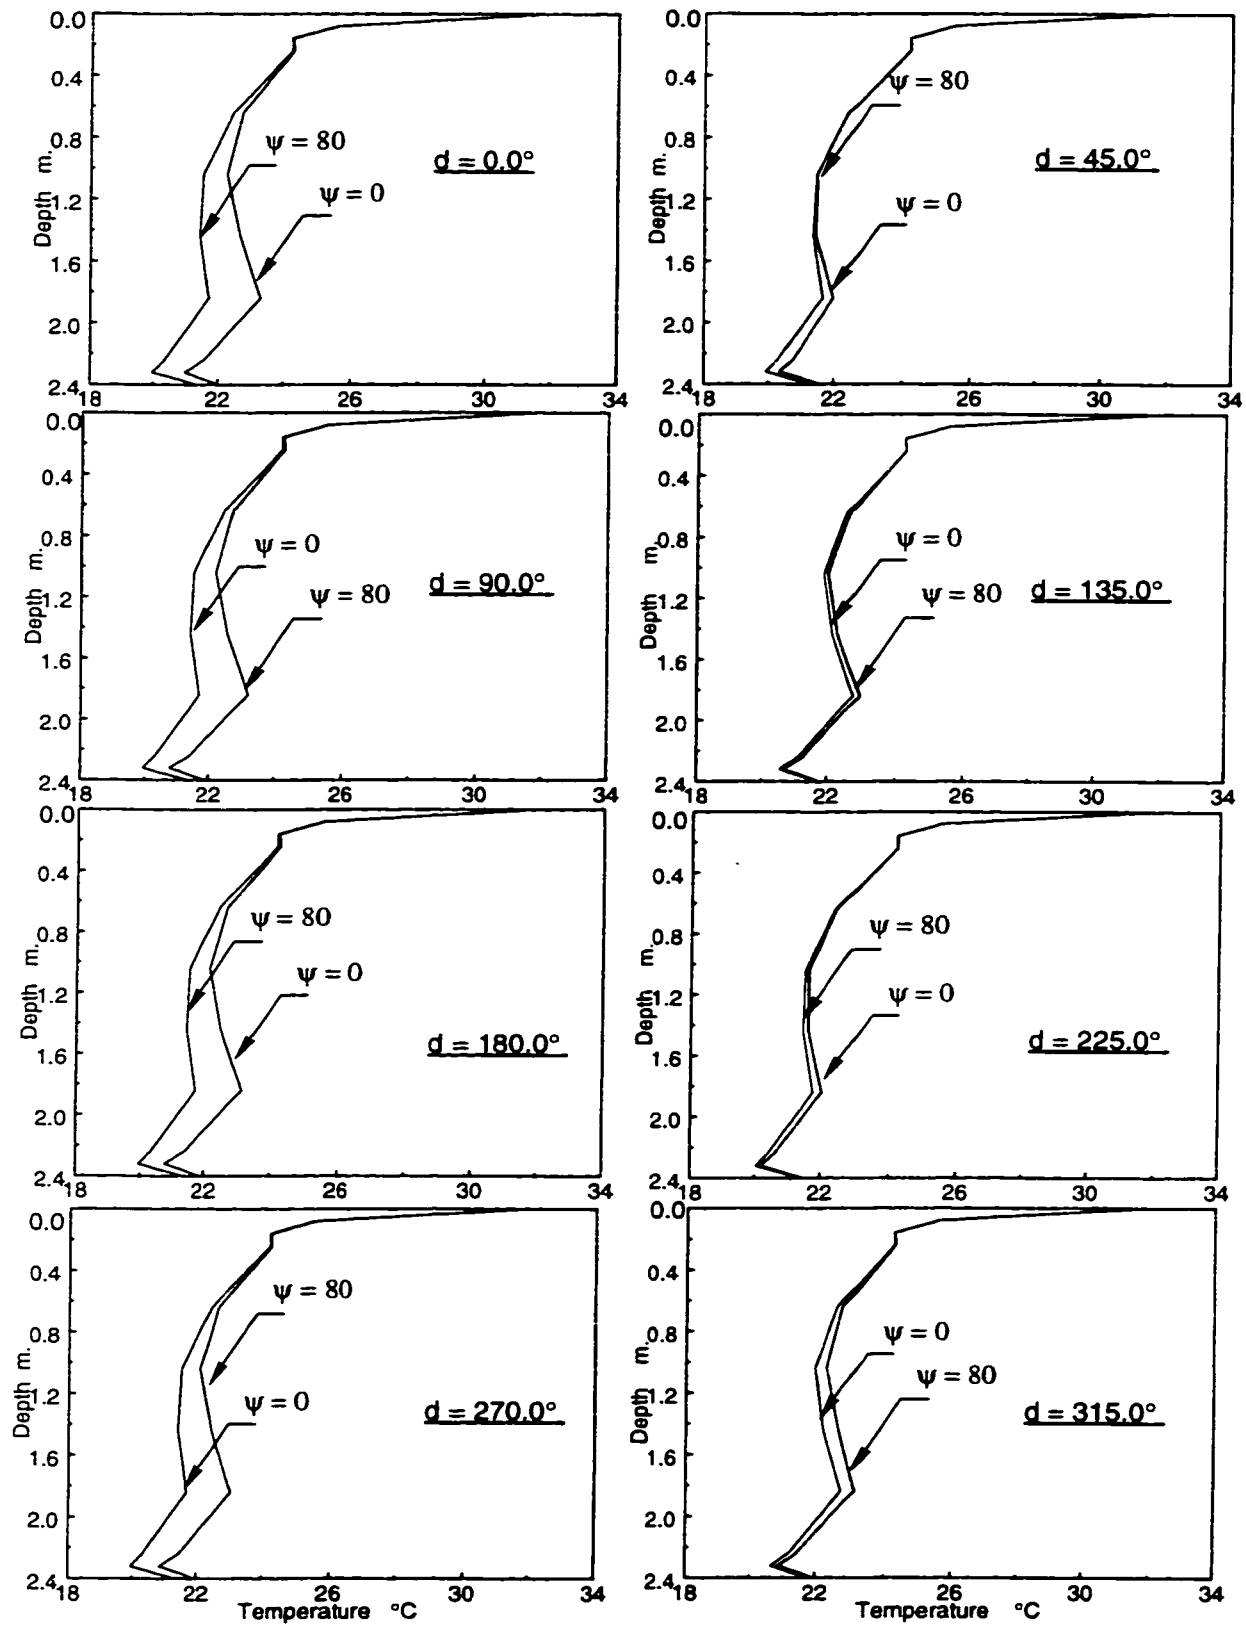 0.0
0.4
0.8
1.2
1.6
2.0
2.4
Depth m.
ψ = 80
ψ = 0
d = 0.0°
18
22
26
30
34
0.0
0.4
0.8
1.2
1.6
2.0
2.4
Depth m.
ψ = 80
ψ = 0
d = 45.0°
18
22
26
30
34
0.0
0.4
0.8
1.2
1.6
2.0
2.4
Depth m.
ψ = 0
ψ = 80
d = 90.0°
18
22
26
30
34
0.0
0.4
0.8
1.2
1.6
2.0
2.4
Depth m.
ψ = 0
ψ = 80
d = 135.0°
18
22
26
30
34
0.0
0.4
0.8
1.2
1.6
2.0
2.4
Depth m.
ψ = 80
ψ = 0
d = 180.0°
18
22
26
30
34
0.0
0.4
0.8
1.2
1.6
2.0
2.4
Depth m.
ψ = 80
ψ = 0
d = 225.0°
18
22
26
30
34
0.0
0.4
0.8
1.2
1.6
2.0
2.4
Depth m.
ψ = 80
ψ = 0
d = 270.0°
18
22
26
30
34
Temperature °C
0.0
0.4
0.8
1.2
1.6
2.0
2.4
Depth m.
ψ = 0
ψ = 80
d = 315.0°
18
22
26
30
34
Temperature °C